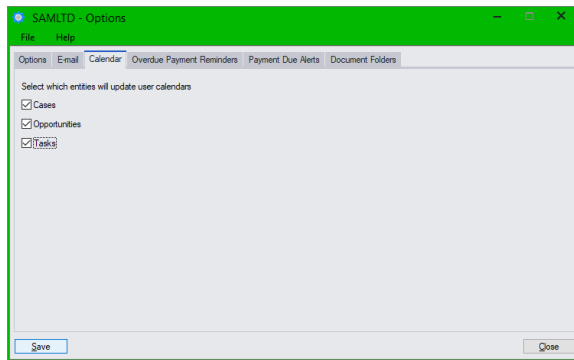 SAMLTD - Options
File Help
Options E-mail Calendar Overdue Payment Reminders Payment Due Alerts Document Folders
Select which entities will update user calendars
Cases
Opportunities
Tasks
Save Close